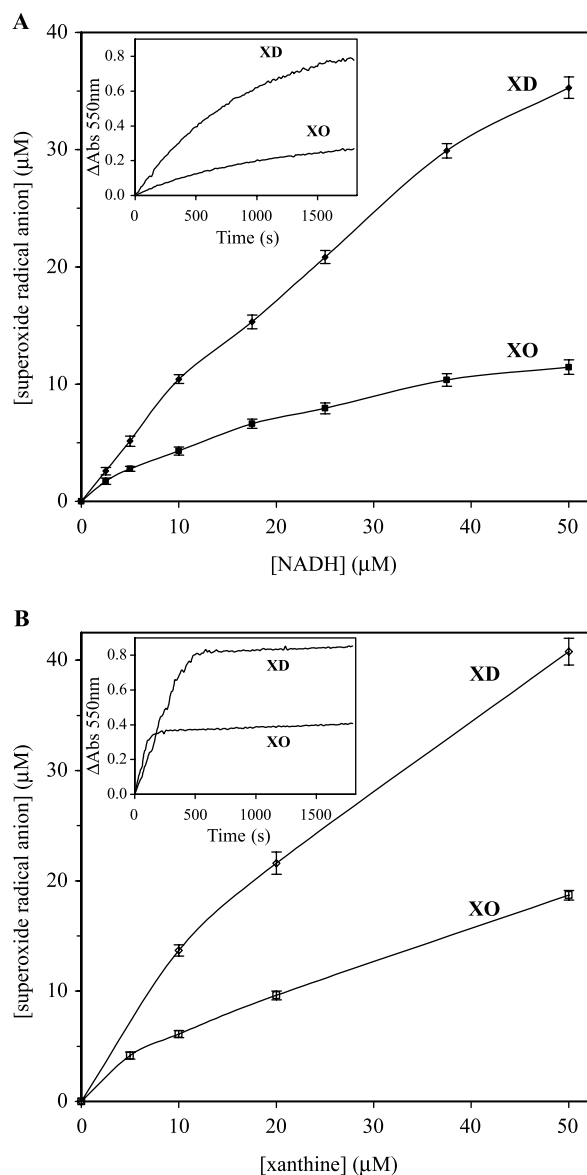 A
[superoxide radical anion] (µM)
40
30
20
10
0
0 10 20 30 40 50
[NADH] (µM)
XD
XO
ΔAbs 550nm
0.8
0.6
0.4
0.2
0.0
0 500 1000 1500
Time (s)
XD
XO
B
[superoxide radical anion] (µM)
40
30
20
10
0
0 10 20 30 40 50
[xanthine] (µM)
XD
XO
ΔAbs 550nm
0.8
0.6
0.4
0.2
0.0
0 500 1000 1500
Time (s)
XD
XO